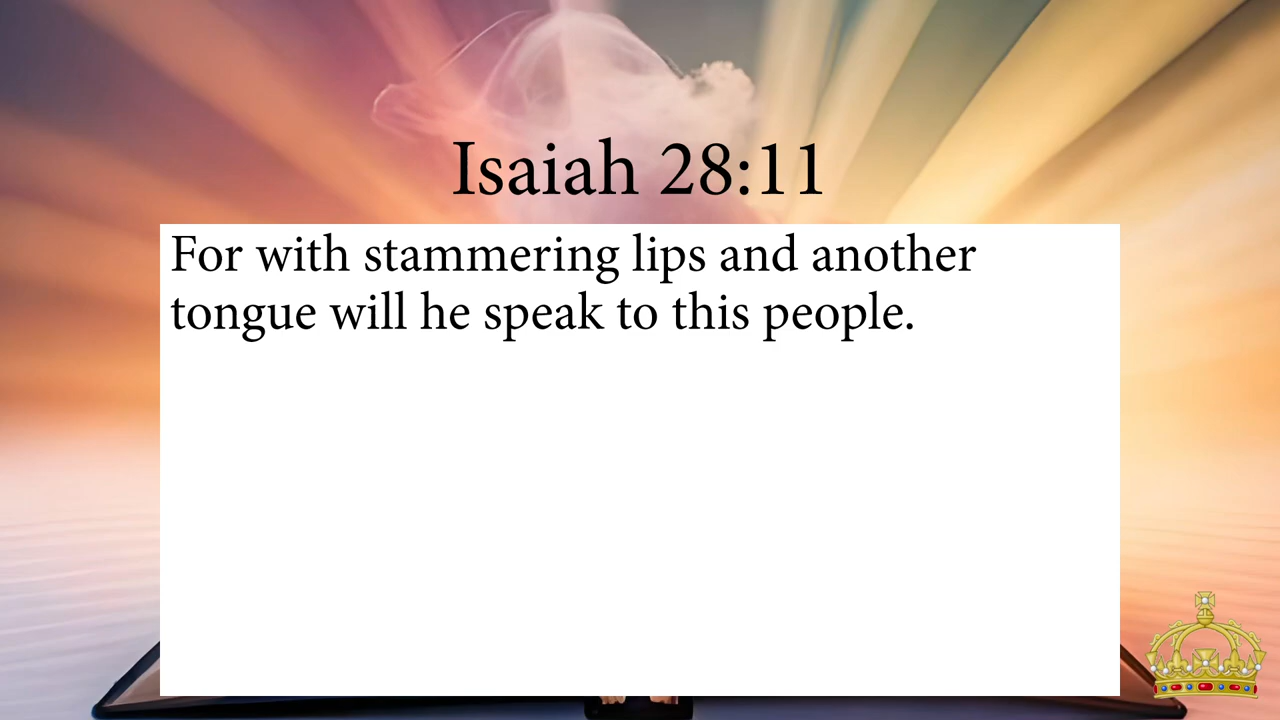 Isaiah 28:11
For with stammering lips and another
tongue will he speak to this people.